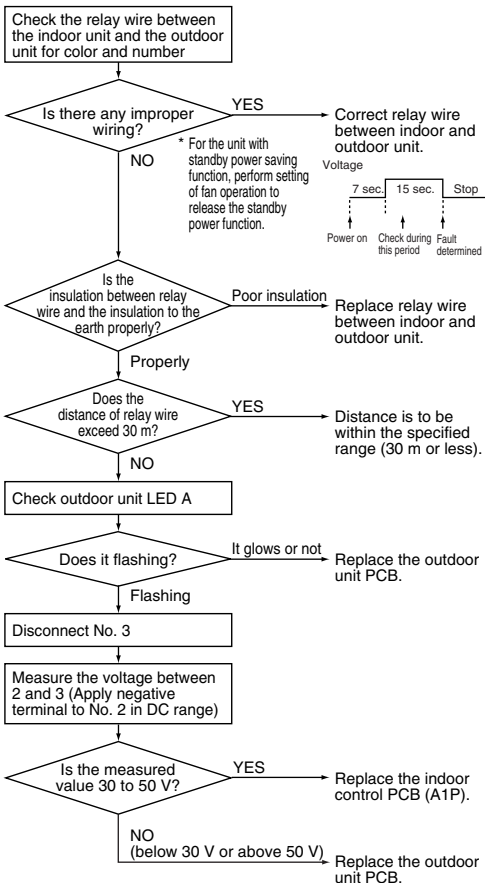 Check the relay wire between
the indoor unit and the outdoor
unit for color and number
Is there any improper
wiring?
YES
Correct relay wire
between indoor and
outdoor unit.
NO
* For the unit with
standby power saving
function, perform setting
of fan operation to
release the standby
power function.
Voltage
7 sec. 15 sec. Stop
Power on
Check during
this period
Fault
determined
Is the
insulation between relay
wire and the insulation to the
earth properly?
Poor insulation
Replace relay wire
between indoor and
outdoor unit.
Properly
Does the
distance of relay wire
exceed 30 m?
YES
Distance is to be
within the specified
range (30 m or less).
NO
Check outdoor unit LED A
Does it flashing?
It glows or not
Replace the outdoor
unit PCB.
Flashing
Disconnect No. 3
Measure the voltage between
2 and 3 (Apply negative
terminal to No. 2 in DC range)
Is the measured
value 30 to 50 V?
YES
Replace the indoor
control PCB (A1P).
NO
(below 30 V or above 50 V)
Replace the outdoor
unit PCB.